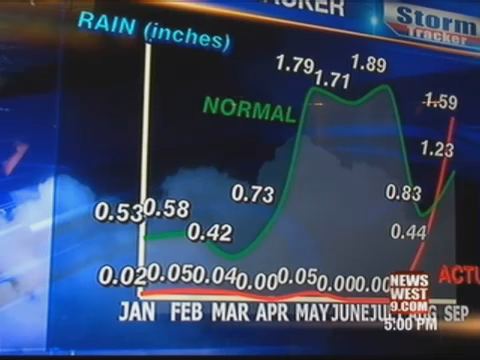 RACKER
Storm
Tracker
RAIN (inches)
1.79 1.71 1.89
NORMAL
1.59
1.23
0.73
0.83
0.53 0.58
0.42
0.44
0.02 0.05 0.04 0.00 0.05 0.00 0.00
ACTU
NEWS
WEST
9.COM
JAN FEB MAR APR MAY JUNE JULY AUG SEP
5:00 PM